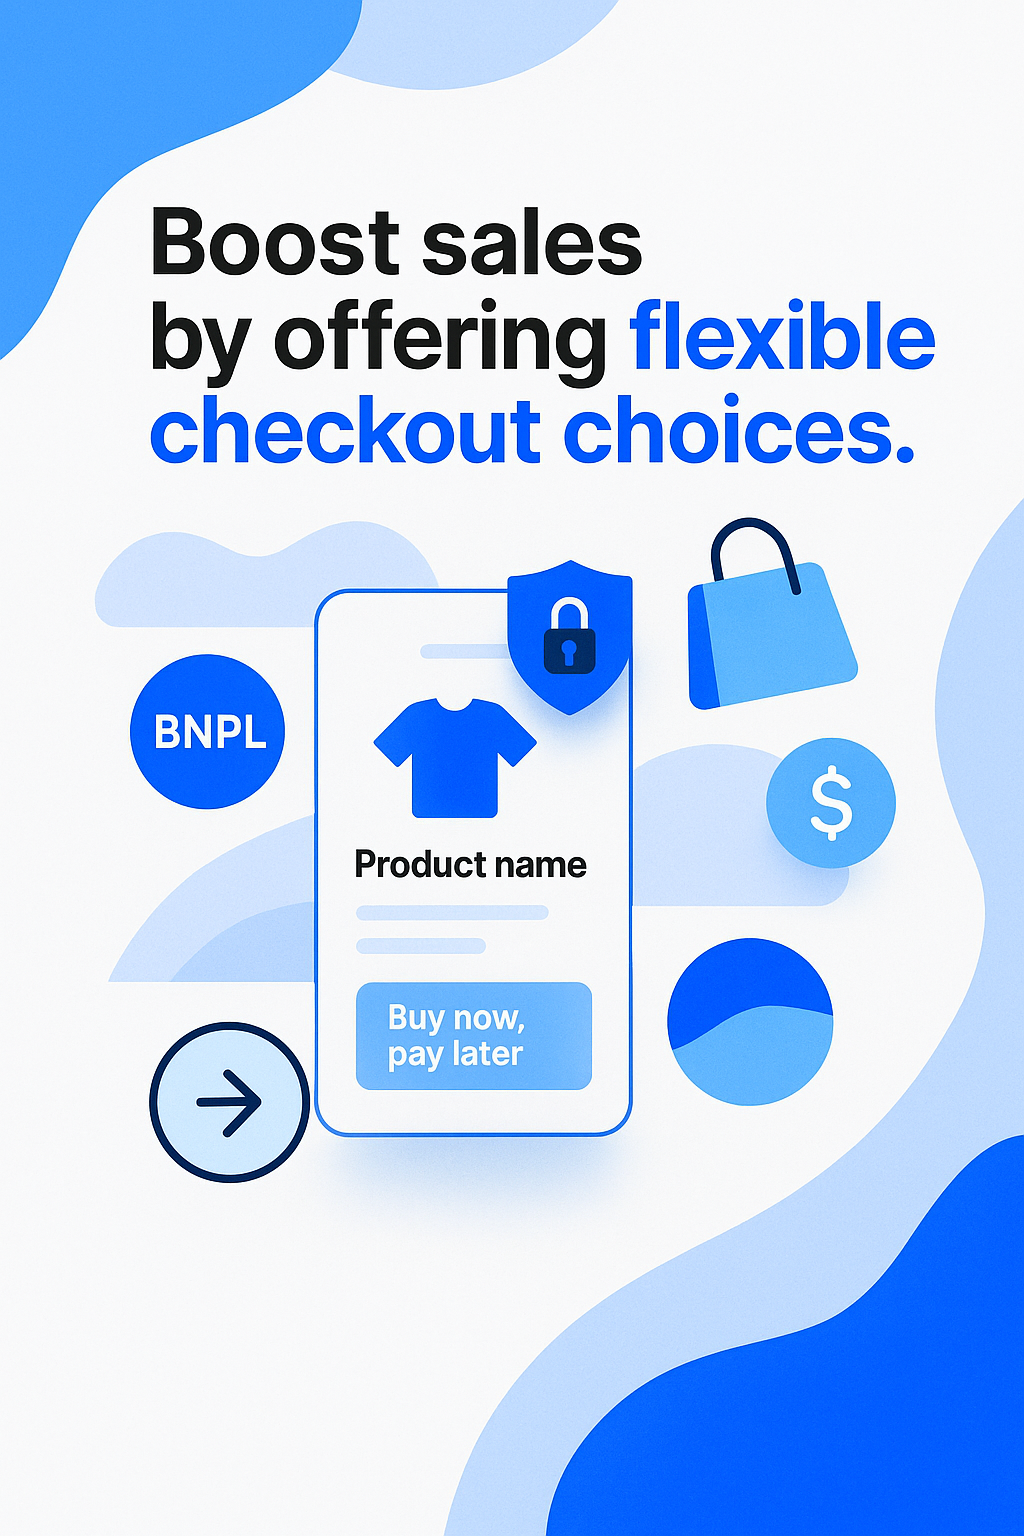 Boost sales
by offering flexible
checkout choices.
BNPL
$
Product name
Buy now,
pay later